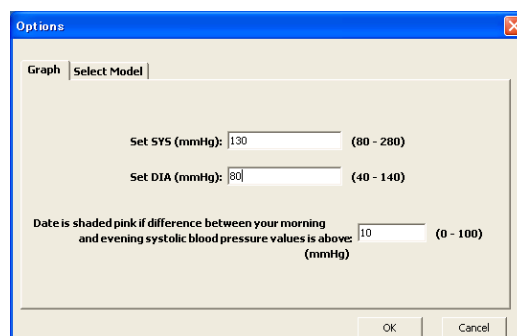 Options
Graph Select Model
Set SYS (mmHg): 130 (80 - 280)
Set DIA (mmHg): 80 (40 - 140)
Date is shaded pink if difference between your morning
and evening systolic blood pressure values is above: 10 (0 - 100)
(mmHg)
OK Cancel